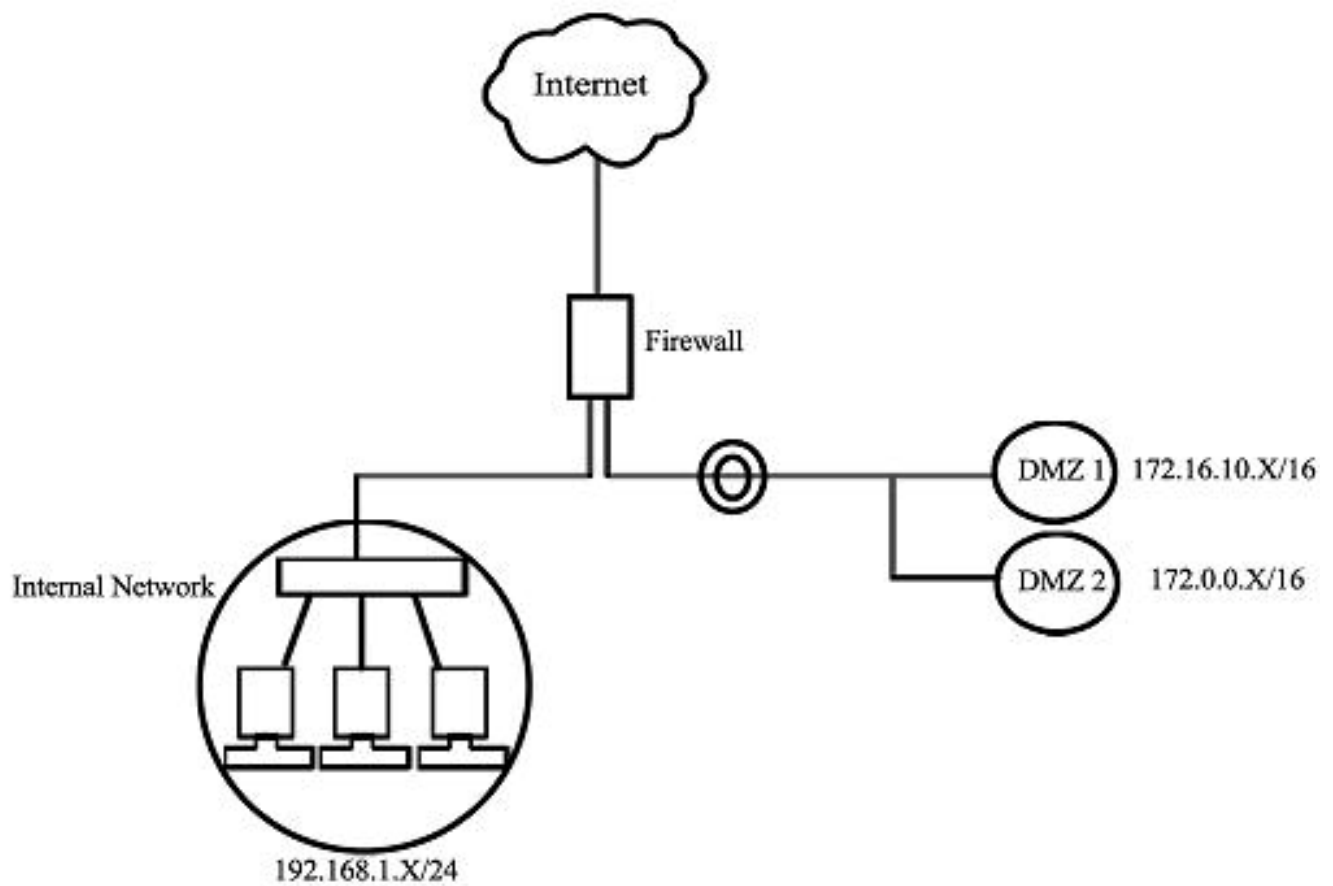 Internet
Firewall
DMZ 1 172.16.10.X/16
DMZ 2 172.0.0.X/16
Internal Network
192.168.1.X/24